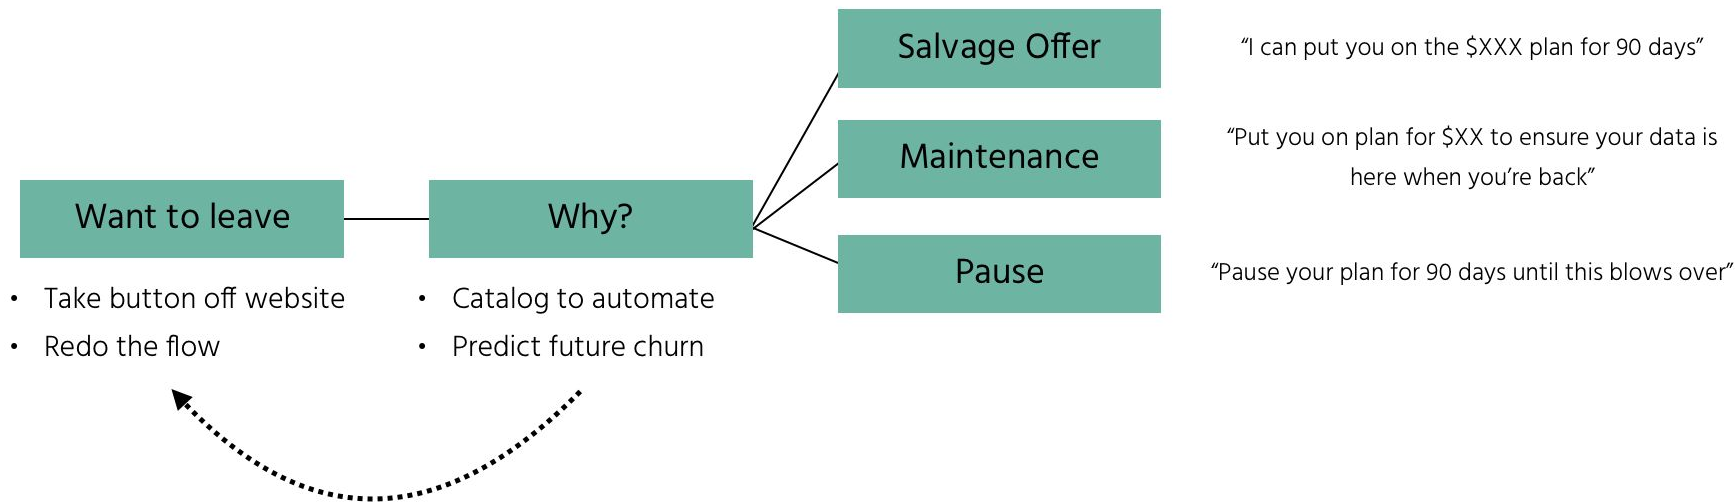 Salvage Offer
“I can put you on the $XXX plan for 90 days”
Maintenance
“Put you on plan for $XX to ensure your data is
here when you’re back”
Want to leave
Why?
Pause
“Pause your plan for 90 days until this blows over”
• Take button off website
• Redo the flow
• Catalog to automate
• Predict future churn